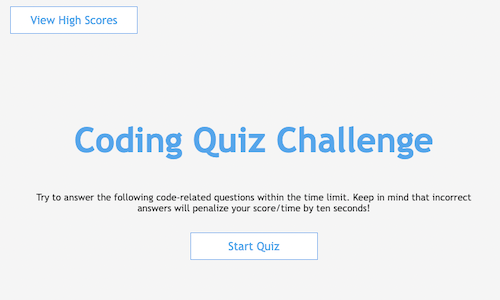 View High Scores
Coding Quiz Challenge
Try to answer the following code-related questions within the time limit. Keep in mind that incorrect
answers will penalize your score/time by ten seconds!
Start Quiz